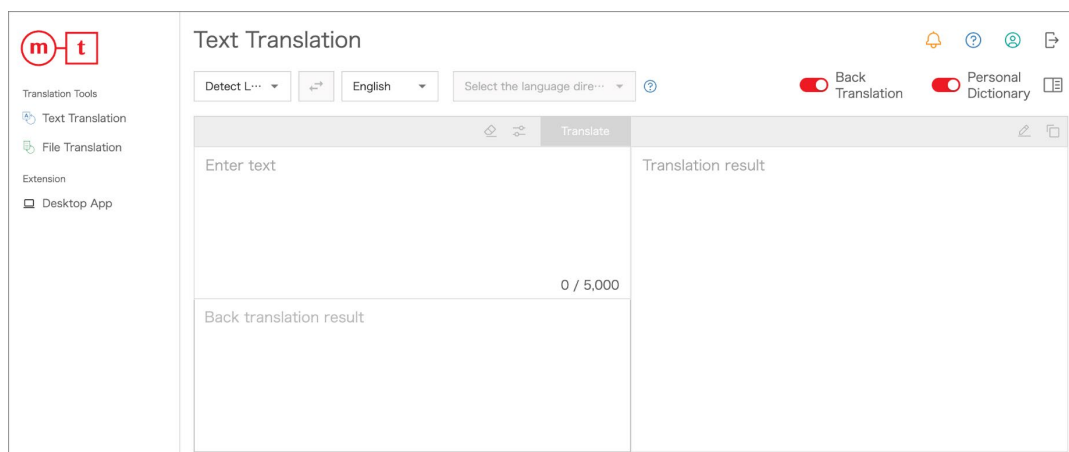 m t
Text Translation
Translation Tools
Text Translation
File Translation
Extension
Desktop App
Detect L⋯
English
Select the language dire⋯
?
Back
Translation
Personal
Dictionary
Translate
Enter text
0 / 5,000
Back translation result
Translation result